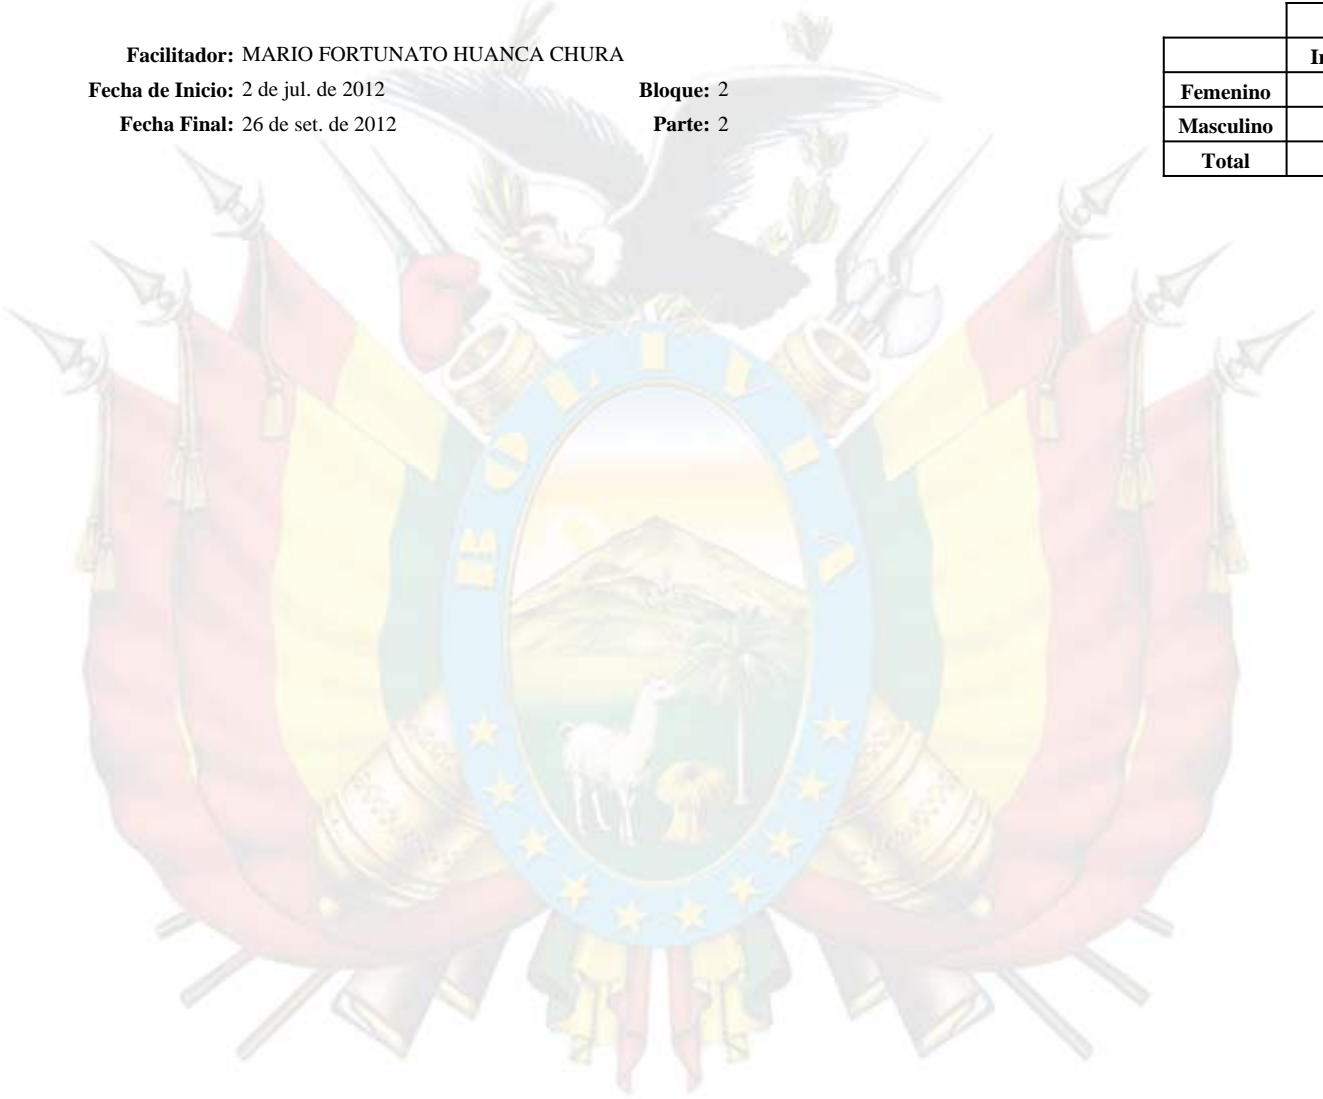 Facilitador: MARIO FORTUNATO HUANCA CHURA
Fecha de Inicio: 2 de jul. de 2012 Bloque: 2
Fecha Final: 26 de set. de 2012 Parte: 2
Femenino
Masculino
Total
BOLIVIA